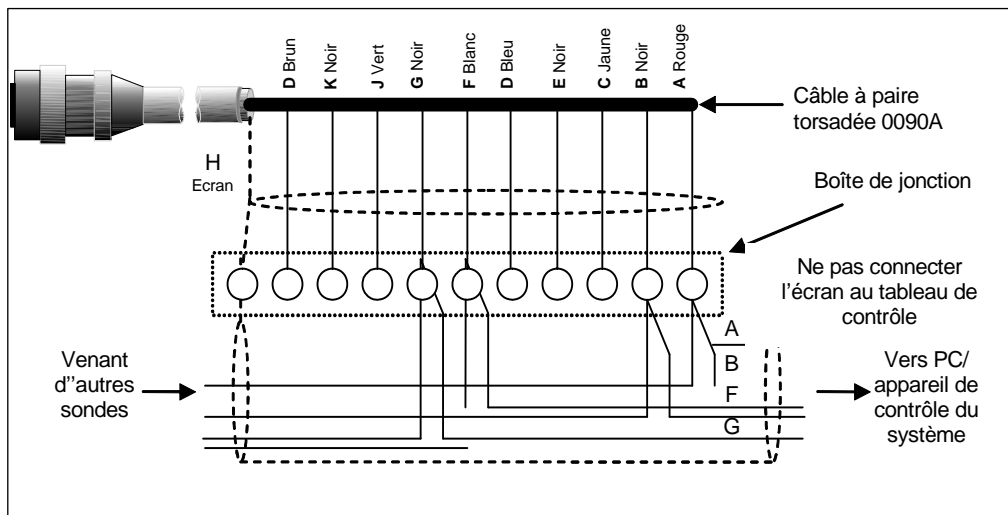 D Brun
K Noir
J Vert
G Noir
F Blanc
D Bleu
E Noir
C Jaune
B Noir
A Rouge
Câble à paire
torsadée 0090A
H
Ecran
Boîte de jonction
Ne pas connecter
l'écran au tableau de
contrôle
A
B
F
G
Venant
d''autres
sondes
Vers PC/
appareil de
contrôle du
système